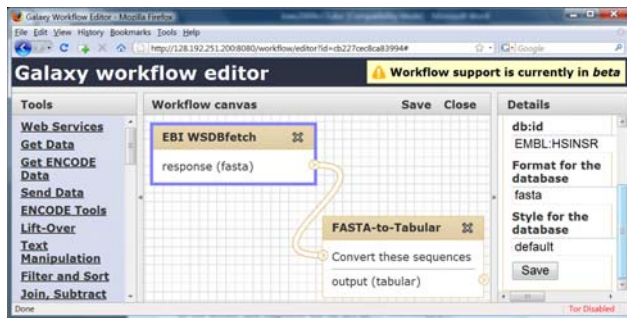 Galaxy Workflow Editor - Mozilla Firefox
File Edit View History Bookmarks Tools Help
http://128.192.251.200:8080/workflow/editor?id=cb227cec8ca83994#
Google
Galaxy workflow editor
Workflow support is currently in beta
Tools
Web Services
Get Data
Get ENCODE
Data
Send Data
ENCODE Tools
Lift-Over
Text
Manipulation
Filter and Sort
Join, Subtract
Workflow canvas
Save Close
EBI WSDBfetch
response (fasta)
FASTA-to-Tabular
Convert these sequences
output (tabular)
Details
db:id
EMBL:HSINSR
Format for the
database
fasta
Style for the
database
default
Save
Done
Tor Disabled